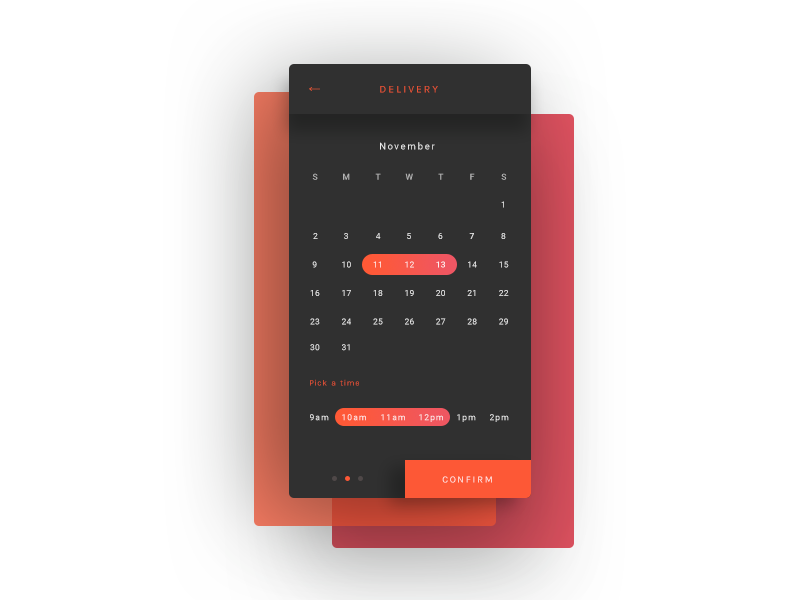 ← DELIVERY
November
S M T W T F S
1
2 3 4 5 6 7 8
9 10 11 12 13 14 15
16 17 18 19 20 21 22
23 24 25 26 27 28 29
30 31
Pick a time
9am 10am 11am 12pm 1pm 2pm
CONFIRM